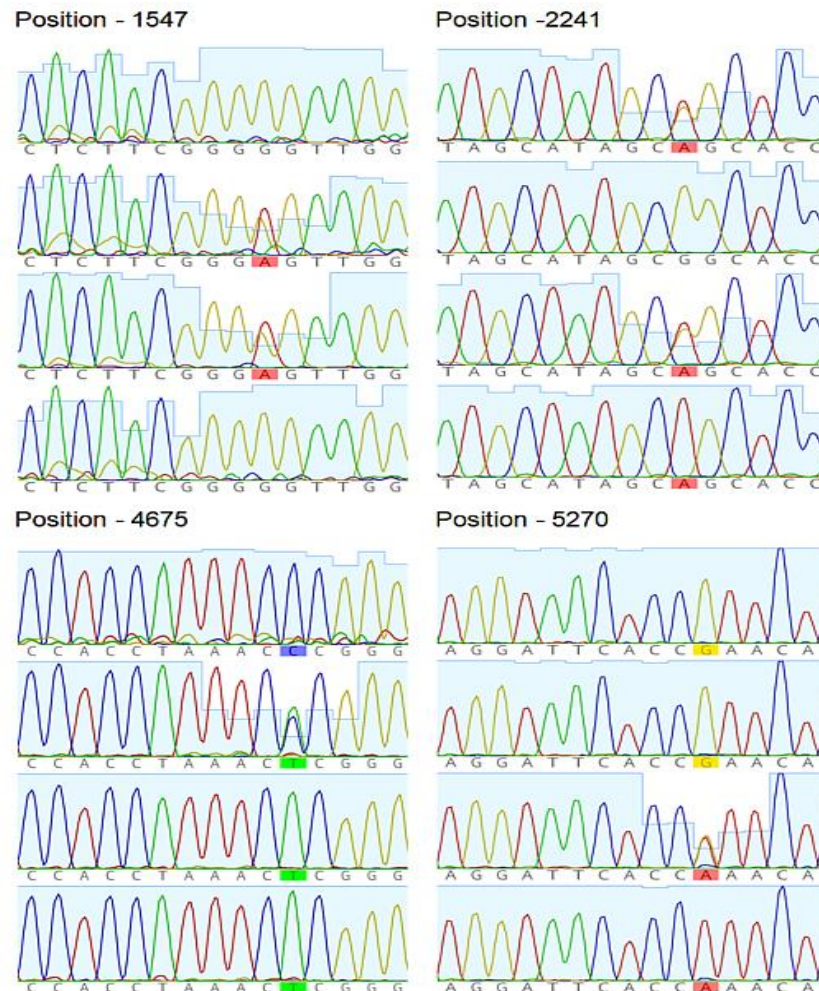 Position - 1547
C T C T T C G G G G G T T G G
C T C T T C G G G A G T T G G
C T C T T C G G G A G T T G G
C T C T T C G G G G G T T G G
Position -2241
T A G C A T A G C A G C A C C
T A G C A T A G C G G C A C C
T A G C A T A G C A G C A C C
T A G C A T A G C A G C A C C
Position - 4675
C C A C C T A A A C C C G G G
C C A C C T A A A C T C G G G
C C A C C T A A A C T C G G G
C C A C C T A A A C T C G G G
Position - 5270
A G G A T T C A C C G A A C A
A G G A T T C A C C G A A C A
A G G A T T C A C C A A A C A
A G G A T T C A C C A A A C A